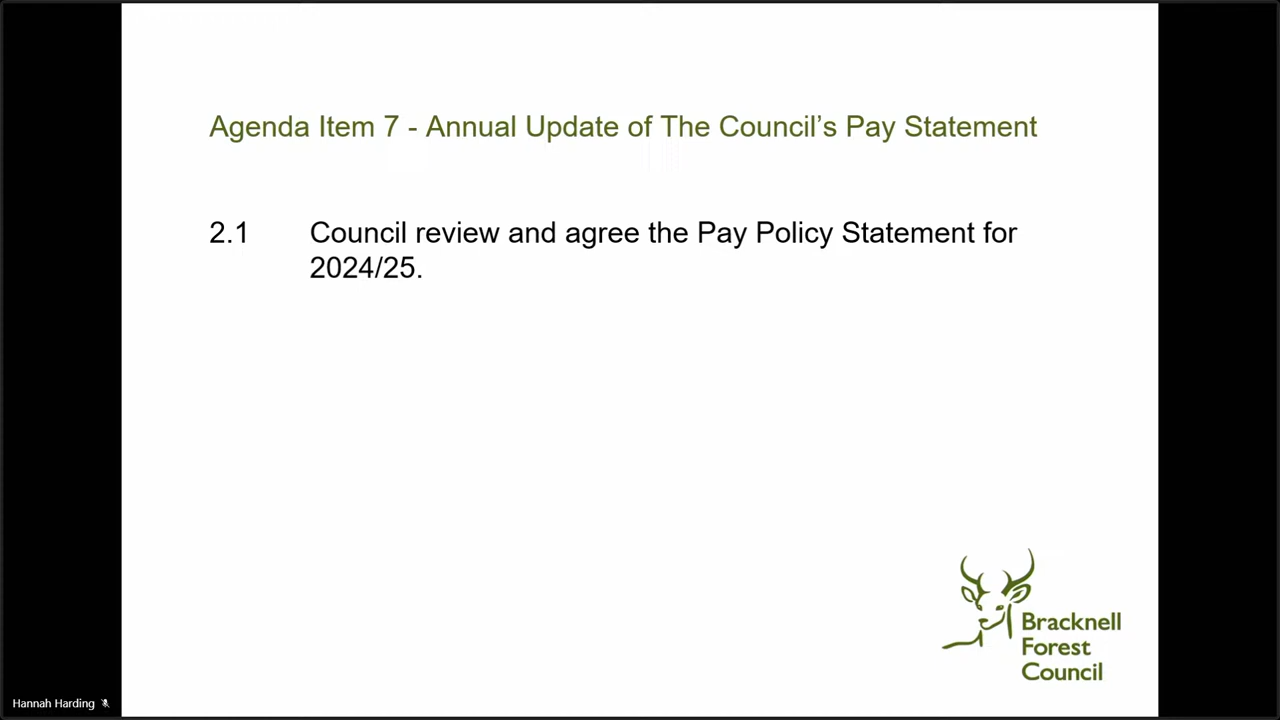 Agenda Item 7 - Annual Update of The Council’s Pay Statement
2.1 Council review and agree the Pay Policy Statement for
2024/25.
Bracknell
Forest
Council
Hannah Harding